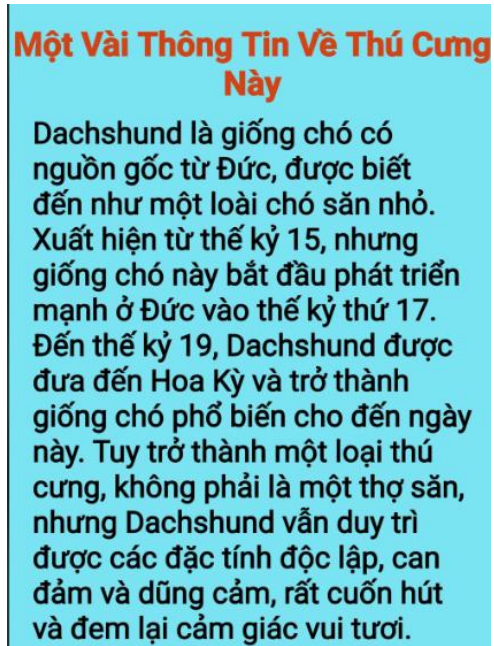 Một Vài Thông Tin Về Thú Cưng
Này
Dachshund là giống chó có
nguồn gốc từ Đức, được biết
đến như một loài chó săn nhỏ.
Xuất hiện từ thế kỷ 15, nhưng
giống chó này bắt đầu phát triển
mạnh ở Đức vào thế kỷ thứ 17.
Đến thế kỷ 19, Dachshund được
đưa đến Hoa Kỳ và trở thành
giống chó phổ biến cho đến ngày
này. Tuy trở thành một loại thú
cưng, không phải là một thợ săn,
nhưng Dachshund vẫn duy trì
được các đặc tính độc lập, can
đảm và dũng cảm, rất cuốn hút
và đem lại cảm giác vui tươi.